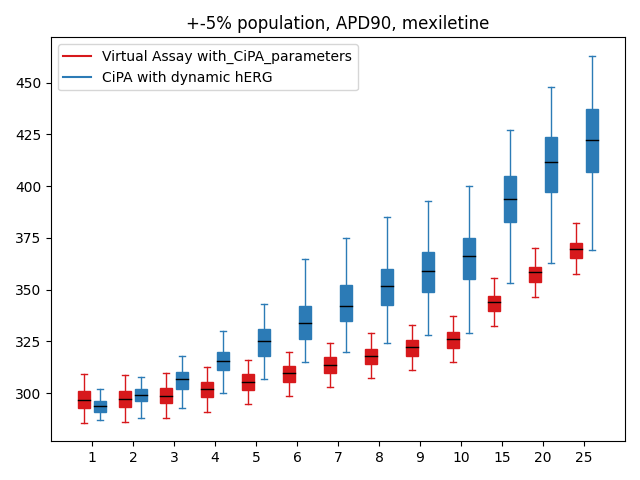 +-5% population, APD90, mexiletine
Virtual Assay with_CiPA_parameters
CiPA with dynamic hERG
450
425
400
375
350
325
300
1 2 3 4 5 6 7 8 9 10 15 20 25